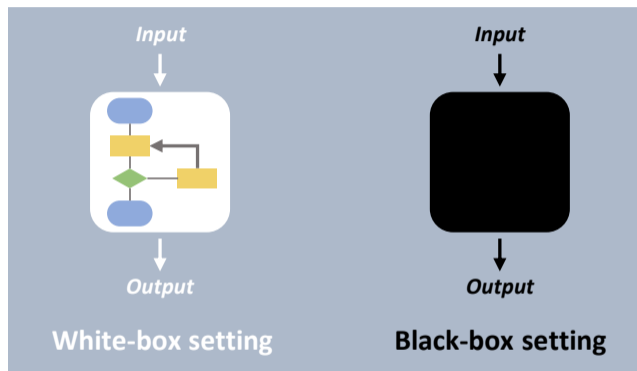 Input
Output
White-box setting
Input
Output
Black-box setting